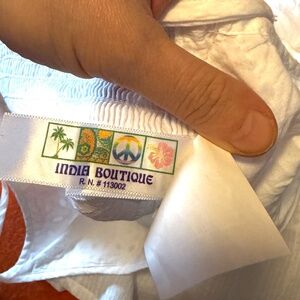 INDIA BOUTIQUE
R. N. # 113002